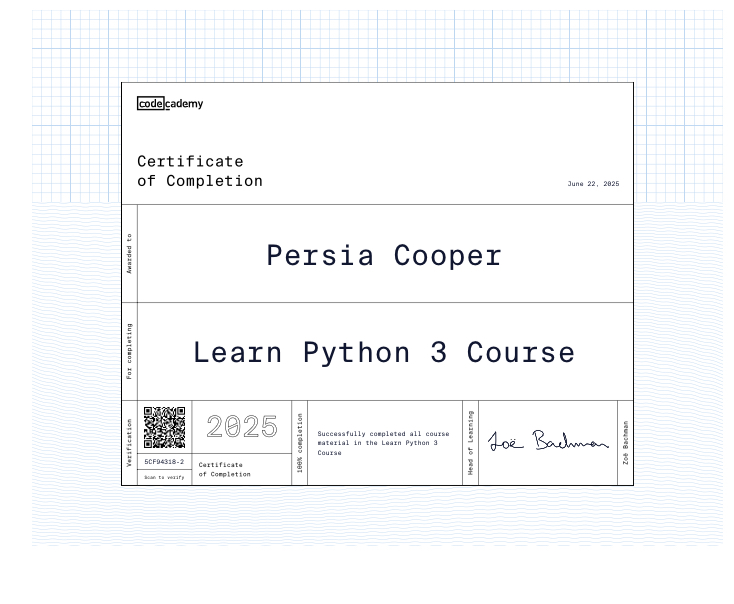 codecademy
Certificate
of Completion
June 22, 2025
Awarded to
Persia Cooper
For completing
Learn Python 3 Course
Verification
5CF94318-2
Scan to verify
2025
Certificate
of Completion
100% completion
Successfully completed all course
material in the Learn Python 3
Course
Head of Learning
Zoë Bachman
Zoë Bachman